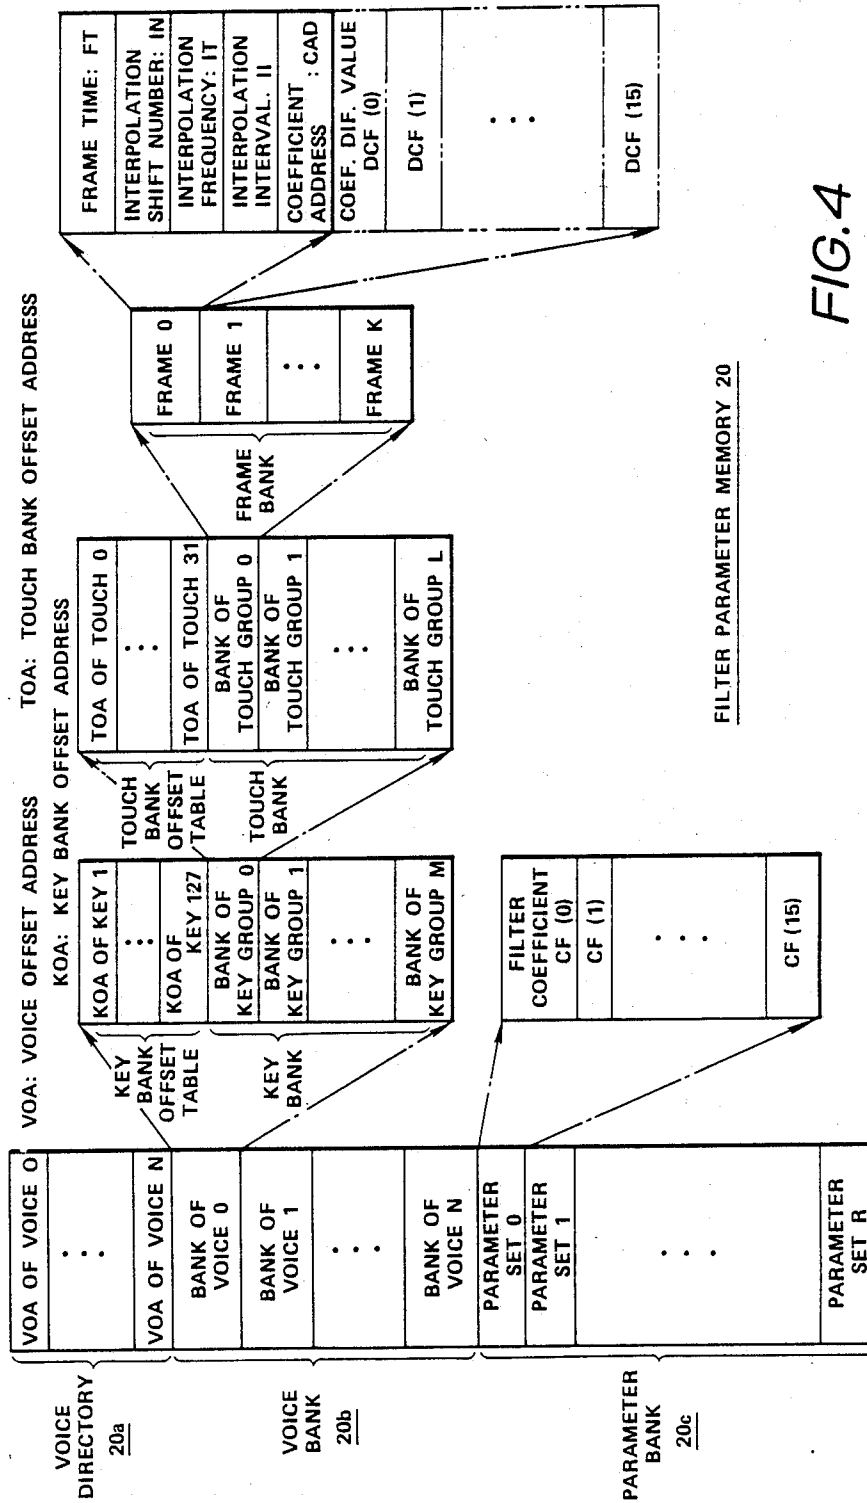 VOA: VOICE OFFSET ADDRESS
TOA: TOUCH BANK OFFSET ADDRESS
KOA: KEY BANK OFFSET ADDRESS
VOICE
DIRECTORY
20a
VOA OF VOICE O
...
VOA OF VOICE N
VOICE
BANK
20b
BANK OF
VOICE 0
BANK OF
VOICE 1
...
BANK OF
VOICE N
PARAMETER
BANK
20c
PARAMETER
SET 0
PARAMETER
SET 1
...
PARAMETER
SET R
KEY
BANK
OFFSET
TABLE
KOA OF KEY 1
...
KOA OF
KEY 127
KEY
BANK
BANK OF
KEY GROUP 0
BANK OF
KEY GROUP 1
...
BANK OF
KEY GROUP M
TOUCH
BANK
OFFSET
TABLE
TOA OF TOUCH 0
...
TOA OF TOUCH 31
TOUCH
BANK
BANK OF
TOUCH GROUP 0
BANK OF
TOUCH GROUP 1
...
BANK OF
TOUCH GROUP L
FRAME
BANK
FRAME 0
FRAME 1
...
FRAME K
FRAME TIME: FT
INTERPOLATION
SHIFT NUMBER: IN
INTERPOLATION
FREQUENCY: IT
INTERPOLATION
INTERVAL. II
COEFFICIENT
ADDRESS : CAD
COEF. DIF. VALUE
DCF (0)
DCF (1)
...
DCF (15)
FILTER
COEFFICIENT
CF (0)
CF (1)
...
CF (15)
FILTER PARAMETER MEMORY 20
FIG.4